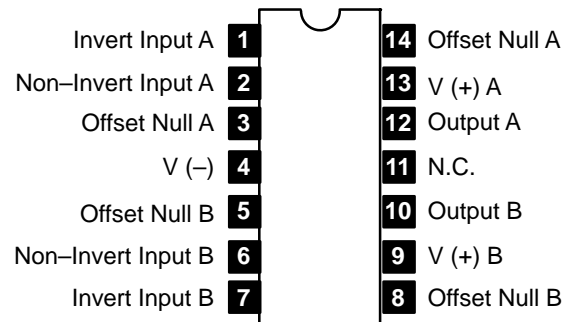 Invert Input A 1 14 Offset Null A
Non–Invert Input A 2 13 V (+) A
Offset Null A 3 12 Output A
V (–) 4 11 N.C.
Offset Null B 5 10 Output B
Non–Invert Input B 6 9 V (+) B
Invert Input B 7 8 Offset Null B